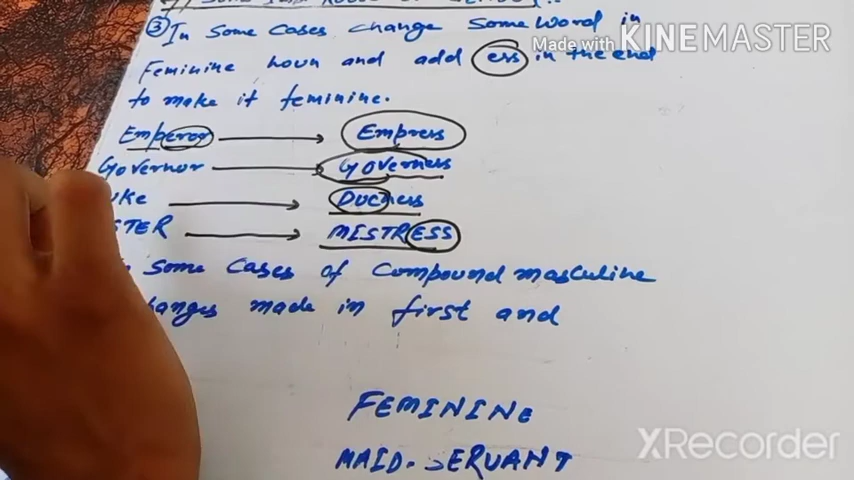 ③ In Some Cases change Some word in
Made with KINEMASTER
Feminine noun and add ess in the end
to make it feminine.
Emperor → Empress
Governor → Governess
uke → Duchess
STER → MISTRESS
Some Cases of Compound masculine
hanges made in first and
FEMININE
MAID-SERVANT
XRecorder